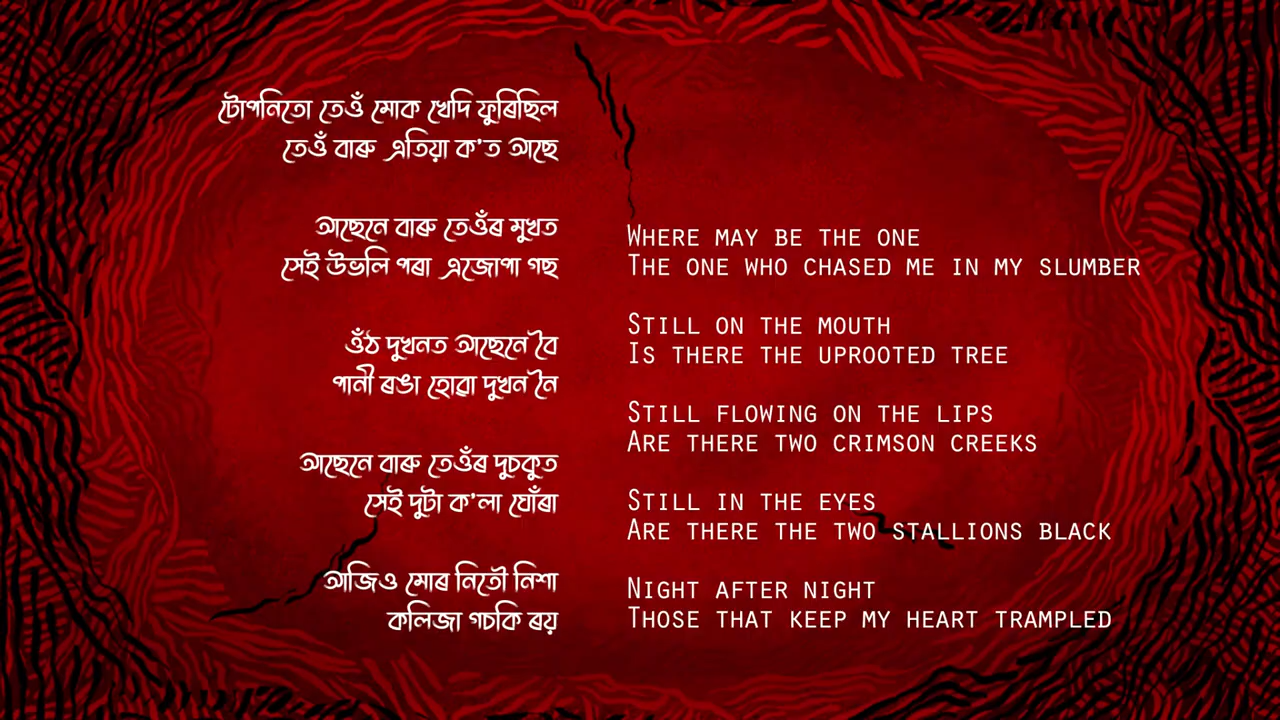 টোপনিতো তেওঁ মোক খেদি ফুৰিছিল
তেওঁ বাৰু এতিয়া ক'ত আছে
আছেনে বাৰু তেওঁৰ মুখত
সেই উভলি পৰা এজোপা গছ
ওঁঠ দুখনত আছেনে বৈ
পানী ৰঙা হোৱা দুখন নৈ
আছেনে বাৰু তেওঁৰ দুচকুত
সেই দুটা ক'লা ঘোঁৰা
আজিও মোৰ নিতৌ নিশা
কলিজা গচকি ৰয়
WHERE MAY BE THE ONE
THE ONE WHO CHASED ME IN MY SLUMBER
STILL ON THE MOUTH
IS THERE THE UPROOTED TREE
STILL FLOWING ON THE LIPS
ARE THERE TWO CRIMSON CREEKS
STILL IN THE EYES
ARE THERE THE TWO STALLIONS BLACK
NIGHT AFTER NIGHT
THOSE THAT KEEP MY HEART TRAMPLED